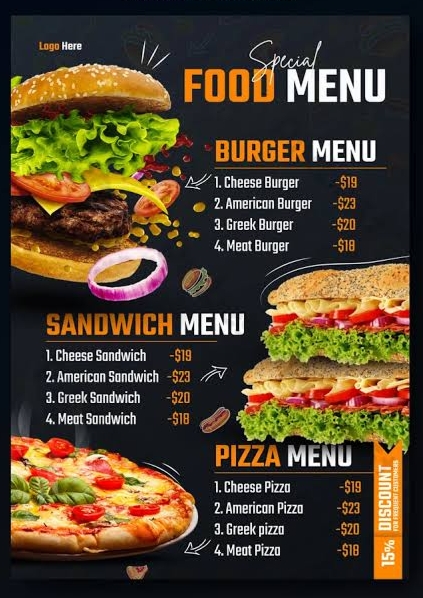 Logo Here
Special
FOOD MENU
BURGER MENU
1. Cheese Burger -$19
2. American Burger -$23
3. Greek Burger -$20
4. Meat Burger -$18
SANDWICH MENU
1. Cheese Sandwich -$19
2. American Sandwich -$23
3. Greek Sandwich -$20
4. Meat Sandwich -$18
PIZZA MENU
1. Cheese Pizza -$19
2. American Pizza -$23
3. Greek pizza -$20
4. Meat Pizza -$18
15% DISCOUNT
FOR FREQUENT CUSTOMERS